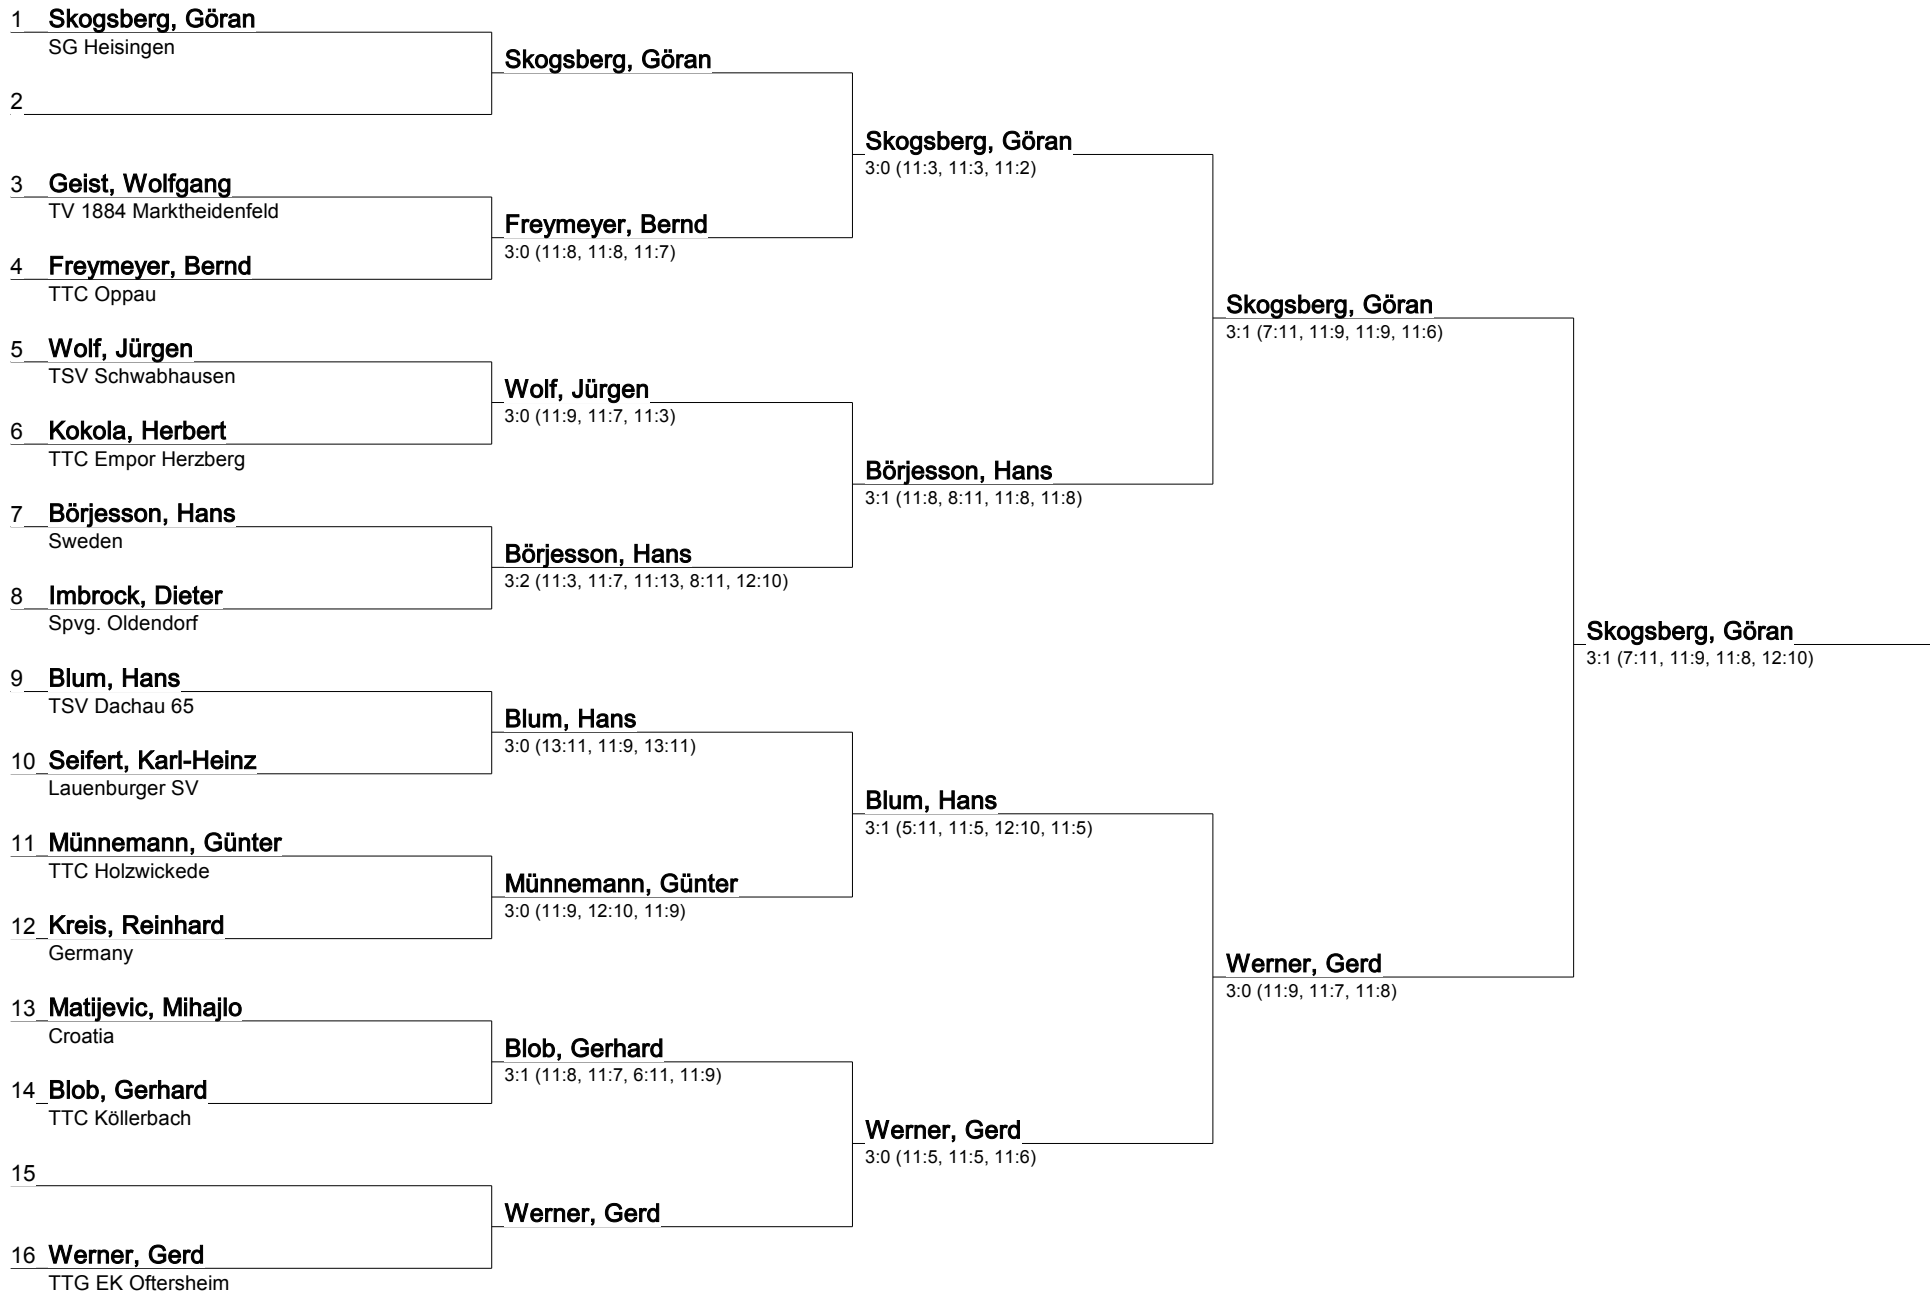 1 Skogsberg, Göran
SG Heisingen
2
3 Geist, Wolfgang
TV 1884 Marktheidenfeld
4 Freymeyer, Bernd
TTC Oppau
5 Wolf, Jürgen
TSV Schwabhausen
6 Kokola, Herbert
TTC Empor Herzberg
7 Börjesson, Hans
Sweden
8 Imbrock, Dieter
Spvg. Oldendorf
9 Blum, Hans
TSV Dachau 65
10 Seifert, Karl-Heinz
Lauenburger SV
11 Münnemann, Günter
TTC Holzwickede
12 Kreis, Reinhard
Germany
13 Matijevic, Mihajlo
Croatia
14 Blob, Gerhard
TTC Köllerbach
15
16 Werner, Gerd
TTG EK Oftersheim
Skogsberg, Göran
Freymeyer, Bernd
3:0 (11:8, 11:8, 11:7)
Wolf, Jürgen
3:0 (11:9, 11:7, 11:3)
Börjesson, Hans
3:2 (11:3, 11:7, 11:13, 8:11, 12:10)
Blum, Hans
3:0 (13:11, 11:9, 13:11)
Münnemann, Günter
3:0 (11:9, 12:10, 11:9)
Blob, Gerhard
3:1 (11:8, 11:7, 6:11, 11:9)
Werner, Gerd
Skogsberg, Göran
3:0 (11:3, 11:3, 11:2)
Börjesson, Hans
3:1 (11:8, 8:11, 11:8, 11:8)
Blum, Hans
3:1 (5:11, 11:5, 12:10, 11:5)
Werner, Gerd
3:0 (11:5, 11:5, 11:6)
Skogsberg, Göran
3:1 (7:11, 11:9, 11:9, 11:6)
Werner, Gerd
3:0 (11:9, 11:7, 11:8)
Skogsberg, Göran
3:1 (7:11, 11:9, 11:8, 12:10)